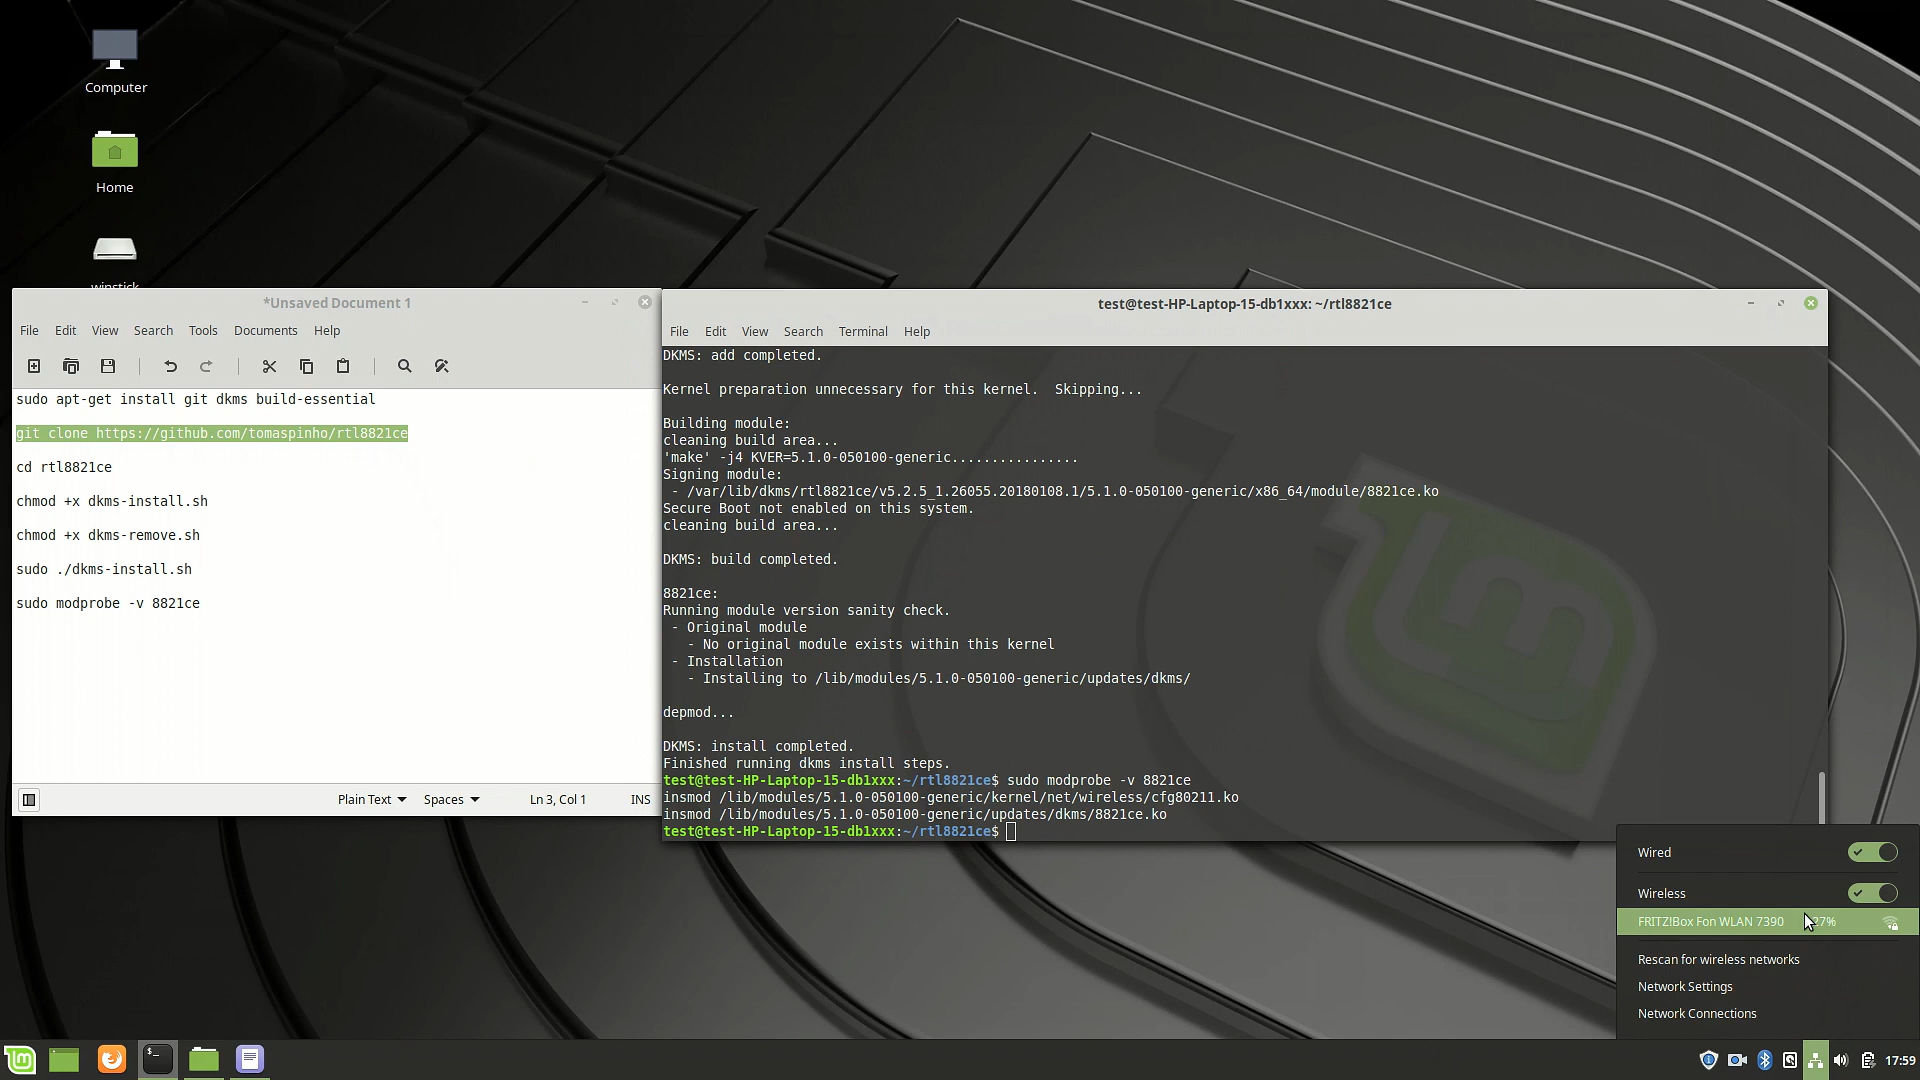 Computer
Home
*Unsaved Document 1
File Edit View Search Tools Documents Help
sudo apt-get install git dkms build-essential
git clone https://github.com/tomaspinho/rtl8821ce
cd rtl8821ce
chmod +x dkms-install.sh
chmod +x dkms-remove.sh
sudo ./dkms-install.sh
sudo modprobe -v 8821ce
Plain Text Spaces Ln 3, Col 1 INS
test@test-HP-Laptop-15-db1xxx: ~/rtl8821ce
File Edit View Search Terminal Help
DKMS: add completed.
Kernel preparation unnecessary for this kernel.  Skipping...
Building module:
cleaning build area...
'make' -j4 KVER=5.1.0-050100-generic................
Signing module:
 - /var/lib/dkms/rtl8821ce/v5.2.5_1.26055.20180108.1/5.1.0-050100-generic/x86_64/module/8821ce.ko
Secure Boot not enabled on this system.
cleaning build area...
DKMS: build completed.
8821ce:
Running module version sanity check.
 - Original module
   - No original module exists within this kernel
 - Installation
   - Installing to /lib/modules/5.1.0-050100-generic/updates/dkms/
depmod...
DKMS: install completed.
Finished running dkms install steps.
test@test-HP-Laptop-15-db1xxx:~/rtl8821ce$ sudo modprobe -v 8821ce
insmod /lib/modules/5.1.0-050100-generic/kernel/net/wireless/cfg80211.ko
insmod /lib/modules/5.1.0-050100-generic/updates/dkms/8821ce.ko
test@test-HP-Laptop-15-db1xxx:~/rtl8821ce$
Wired
Wireless
FRITZ!Box Fon WLAN 7390
Rescan for wireless networks
Network Settings
Network Connections
17:59